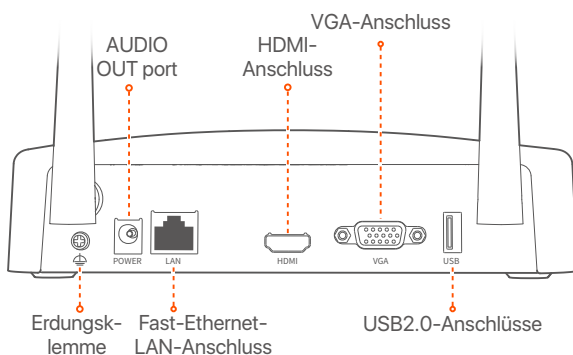 VGA-Anschluss
AUDIO
OUT port
HDMI-
Anschluss
POWER
LAN
HDMI
VGA
USB
Erdungsk-
lemme
Fast-Ethernet-
LAN-Anschluss
USB2.0-Anschlüsse